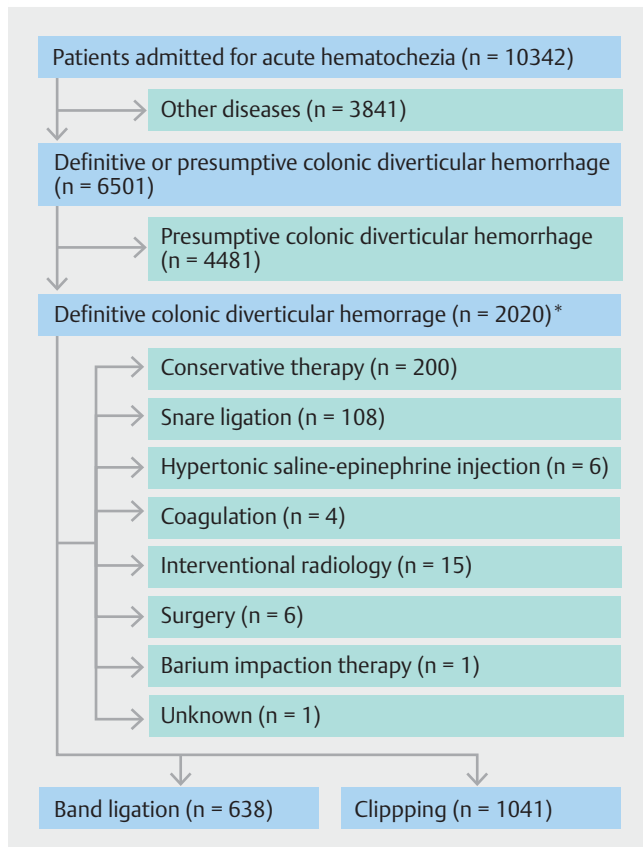 Patients admitted for acute hematochezia (n = 10342)
Other diseases (n = 3841)
Definitive or presumptive colonic diverticular hemorrhage
(n = 6501)
Presumptive colonic diverticular hemorrhage
(n = 4481)
Definitive colonic diverticular hemorrage (n = 2020)*
Conservative therapy (n = 200)
Snare ligation (n = 108)
Hypertonic saline-epinephrine injection (n = 6)
Coagulation (n = 4)
Interventional radiology (n = 15)
Surgery (n = 6)
Barium impaction therapy (n = 1)
Unknown (n = 1)
Band ligation (n = 638)
Clippping (n = 1041)